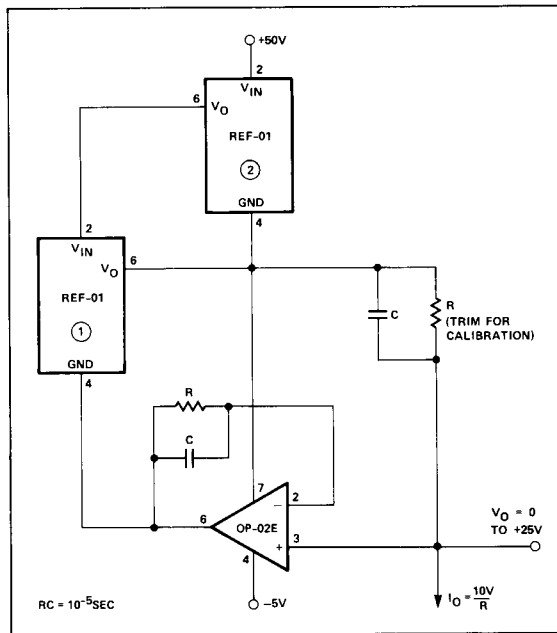 +50V
2
VIN
6
VO
REF-01
2
GND
4
2
VIN
6
VO
REF-01
1
GND
4
C
R
(TRIM FOR
CALIBRATION)
R
C
7
2
−
6
OP-02E
3
+
4
−5V
VO = 0
TO +25V
IO = 10V
R
RC = 10-5SEC